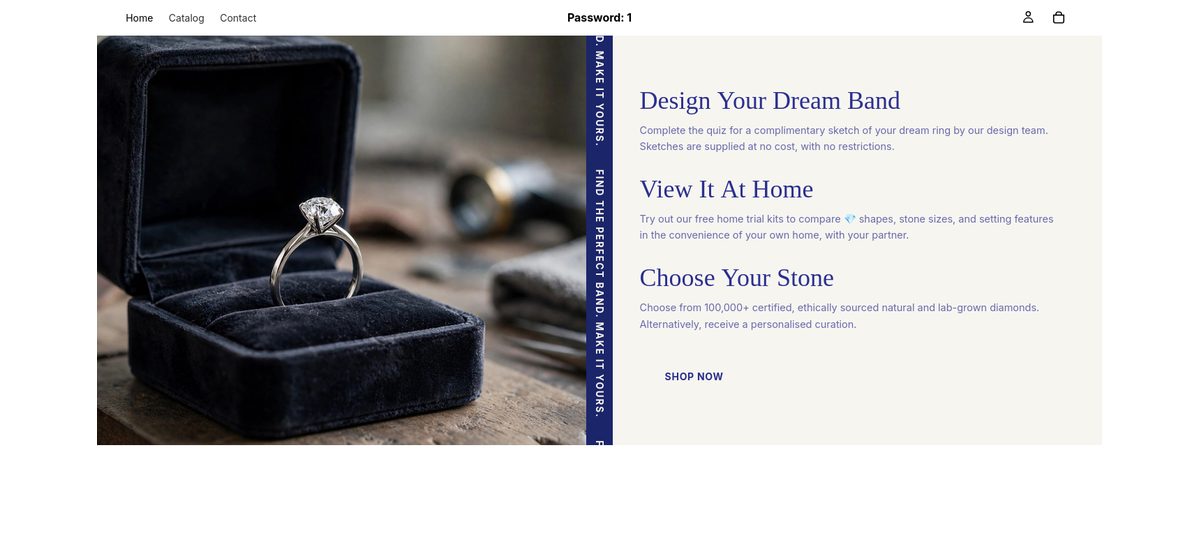 Home Catalog Contact
Password: 1
D. MAKE IT YOURS.
FIND THE PERFECT BAND. MAKE IT YOURS.
F
Design Your Dream Band
Complete the quiz for a complimentary sketch of your dream ring by our design team.
Sketches are supplied at no cost, with no restrictions.
View It At Home
Try out our free home trial kits to compare 💎 shapes, stone sizes, and setting features
in the convenience of your own home, with your partner.
Choose Your Stone
Choose from 100,000+ certified, ethically sourced natural and lab-grown diamonds.
Alternatively, receive a personalised curation.
SHOP NOW